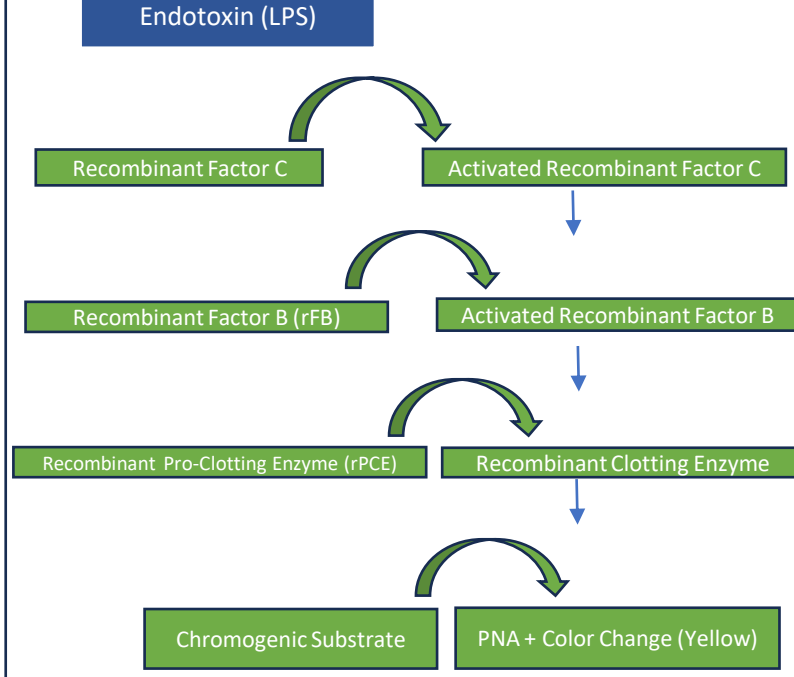 Endotoxin (LPS)
Recombinant Factor C
Activated Recombinant Factor C
Recombinant Factor B (rFB)
Activated Recombinant Factor B
Recombinant Pro-Clotting Enzyme (rPCE)
Recombinant Clotting Enzyme
Chromogenic Substrate
PNA + Color Change (Yellow)